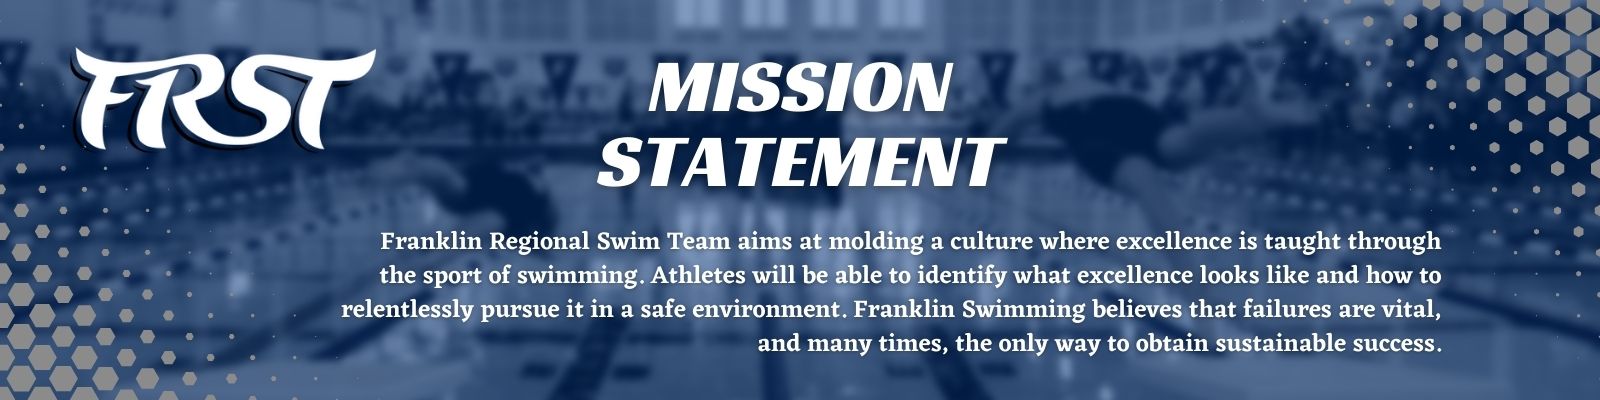 FRST
MISSION
STATEMENT
Franklin Regional Swim Team aims at molding a culture where excellence is taught through
the sport of swimming. Athletes will be able to identify what excellence looks like and how to
relentlessly pursue it in a safe environment. Franklin Swimming believes that failures are vital,
and many times, the only way to obtain sustainable success.